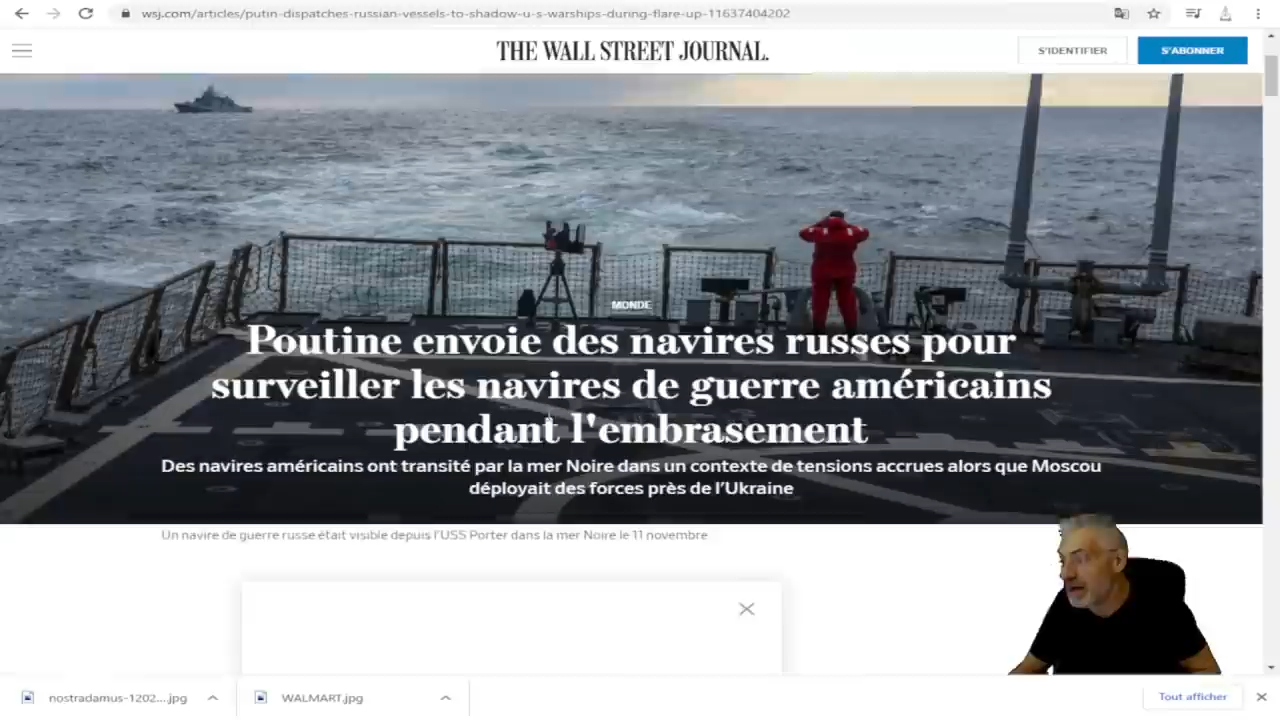 wsj.com/articles/putin-dispatches-russian-vessels-to-shadow-u-s-warships-during-flare-up-11637404202
THE WALL STREET JOURNAL.
S'IDENTIFIER
S'ABONNER
MONDE
Poutine envoie des navires russes pour
surveiller les navires de guerre américains
pendant l'embrasement
Des navires américains ont transité par la mer Noire dans un contexte de tensions accrues alors que Moscou
déployait des forces près de l'Ukraine
Un navire de guerre russe était visible depuis l'USS Porter dans la mer Noire le 11 novembre
nostradamus-1202....jpg
WALMART.jpg
Tout afficher